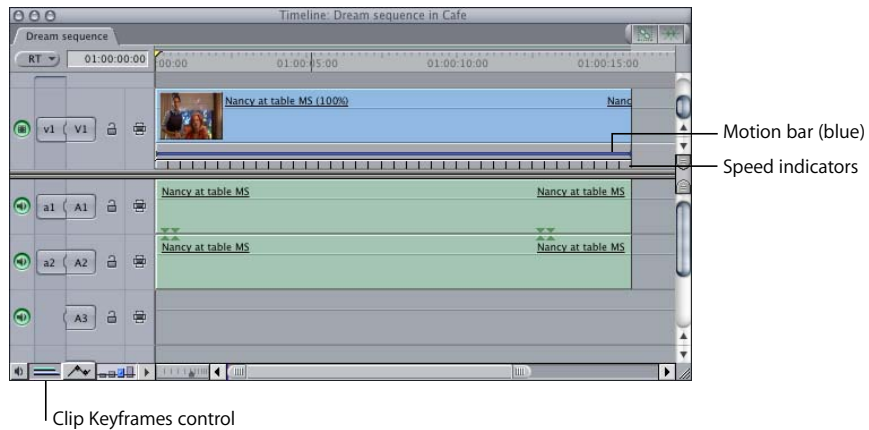 Timeline: Dream sequence in Cafe
Dream sequence
RT 01:00:00:00
00:00 01:00:05:00 01:00:10:00 01:00:15:00
Nancy at table MS (100%) Nanc
v1 V1
Motion bar (blue)
Speed indicators
Nancy at table MS Nancy at table MS
a1 A1
Nancy at table MS Nancy at table MS
a2 A2
A3
Clip Keyframes control